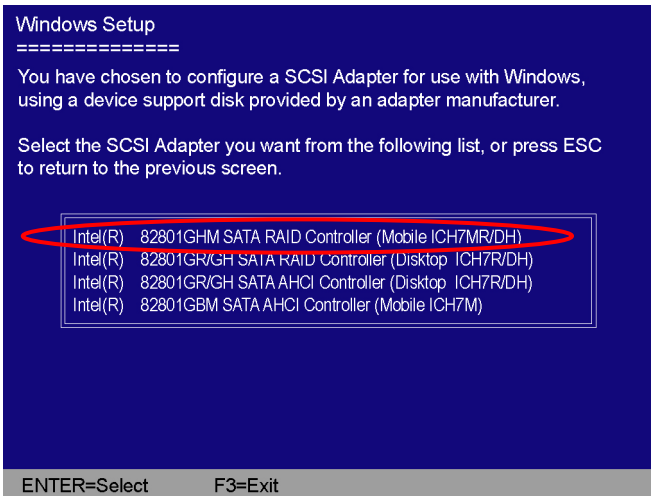 Windows Setup
==============
You have chosen to configure a SCSI Adapter for use with Windows,
using a device support disk provided by an adapter manufacturer.
Select the SCSI Adapter you want from the following list, or press ESC
to return to the previous screen.
Intel(R) 82801GHM SATA RAID Controller (Mobile ICH7MR/DH)
Intel(R) 82801GR/GH SATA RAID Controller (Disktop ICH7R/DH)
Intel(R) 82801GR/GH SATA AHCI Controller (Disktop ICH7R/DH)
Intel(R) 82801GBM SATA AHCI Controller (Mobile ICH7M)
ENTER=Select F3=Exit